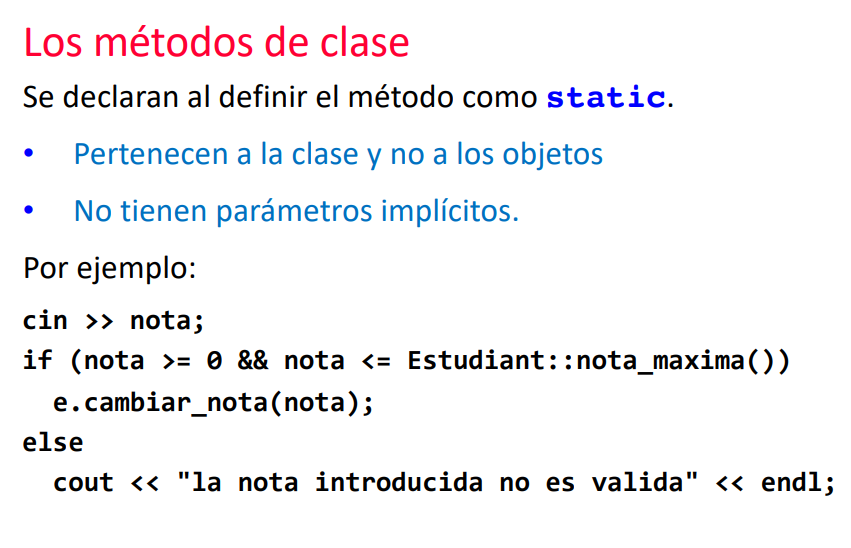 Los métodos de clase
Se declaran al definir el método como static.
• Pertenecen a la clase y no a los objetos
• No tienen parámetros implícitos.
Por ejemplo:
cin >> nota;
if (nota >= 0 && nota <= Estudiant::nota_maxima())
  e.cambiar_nota(nota);
else
  cout << "la nota introducida no es valida" << endl;